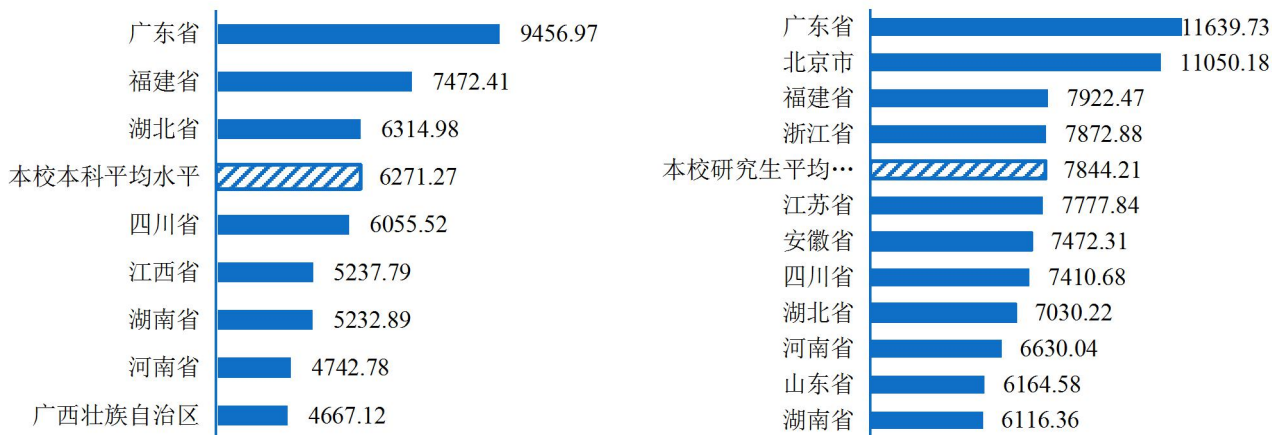 广东省 9456.97
福建省 7472.41
湖北省 6314.98
本校本科平均水平 6271.27
四川省 6055.52
江西省 5237.79
湖南省 5232.89
河南省 4742.78
广西壮族自治区 4667.12
广东省 11639.73
北京市 11050.18
福建省 7922.47
浙江省 7872.88
本校研究生平均… 7844.21
江苏省 7777.84
安徽省 7472.31
四川省 7410.68
湖北省 7030.22
河南省 6630.04
山东省 6164.58
湖南省 6116.36